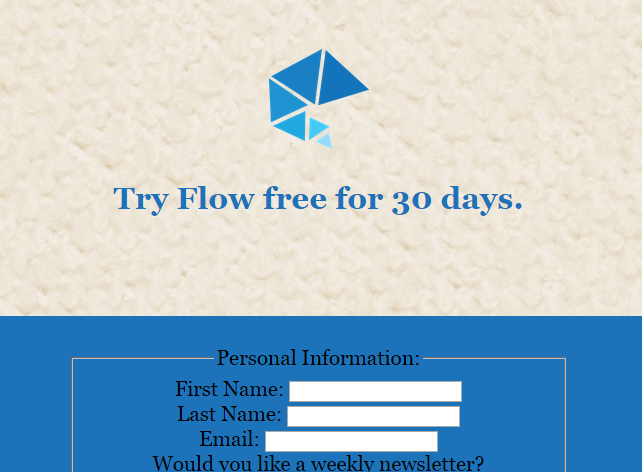 Try Flow free for 30 days.
Personal Information:
First Name:
Last Name:
Email:
Would you like a weekly newsletter?